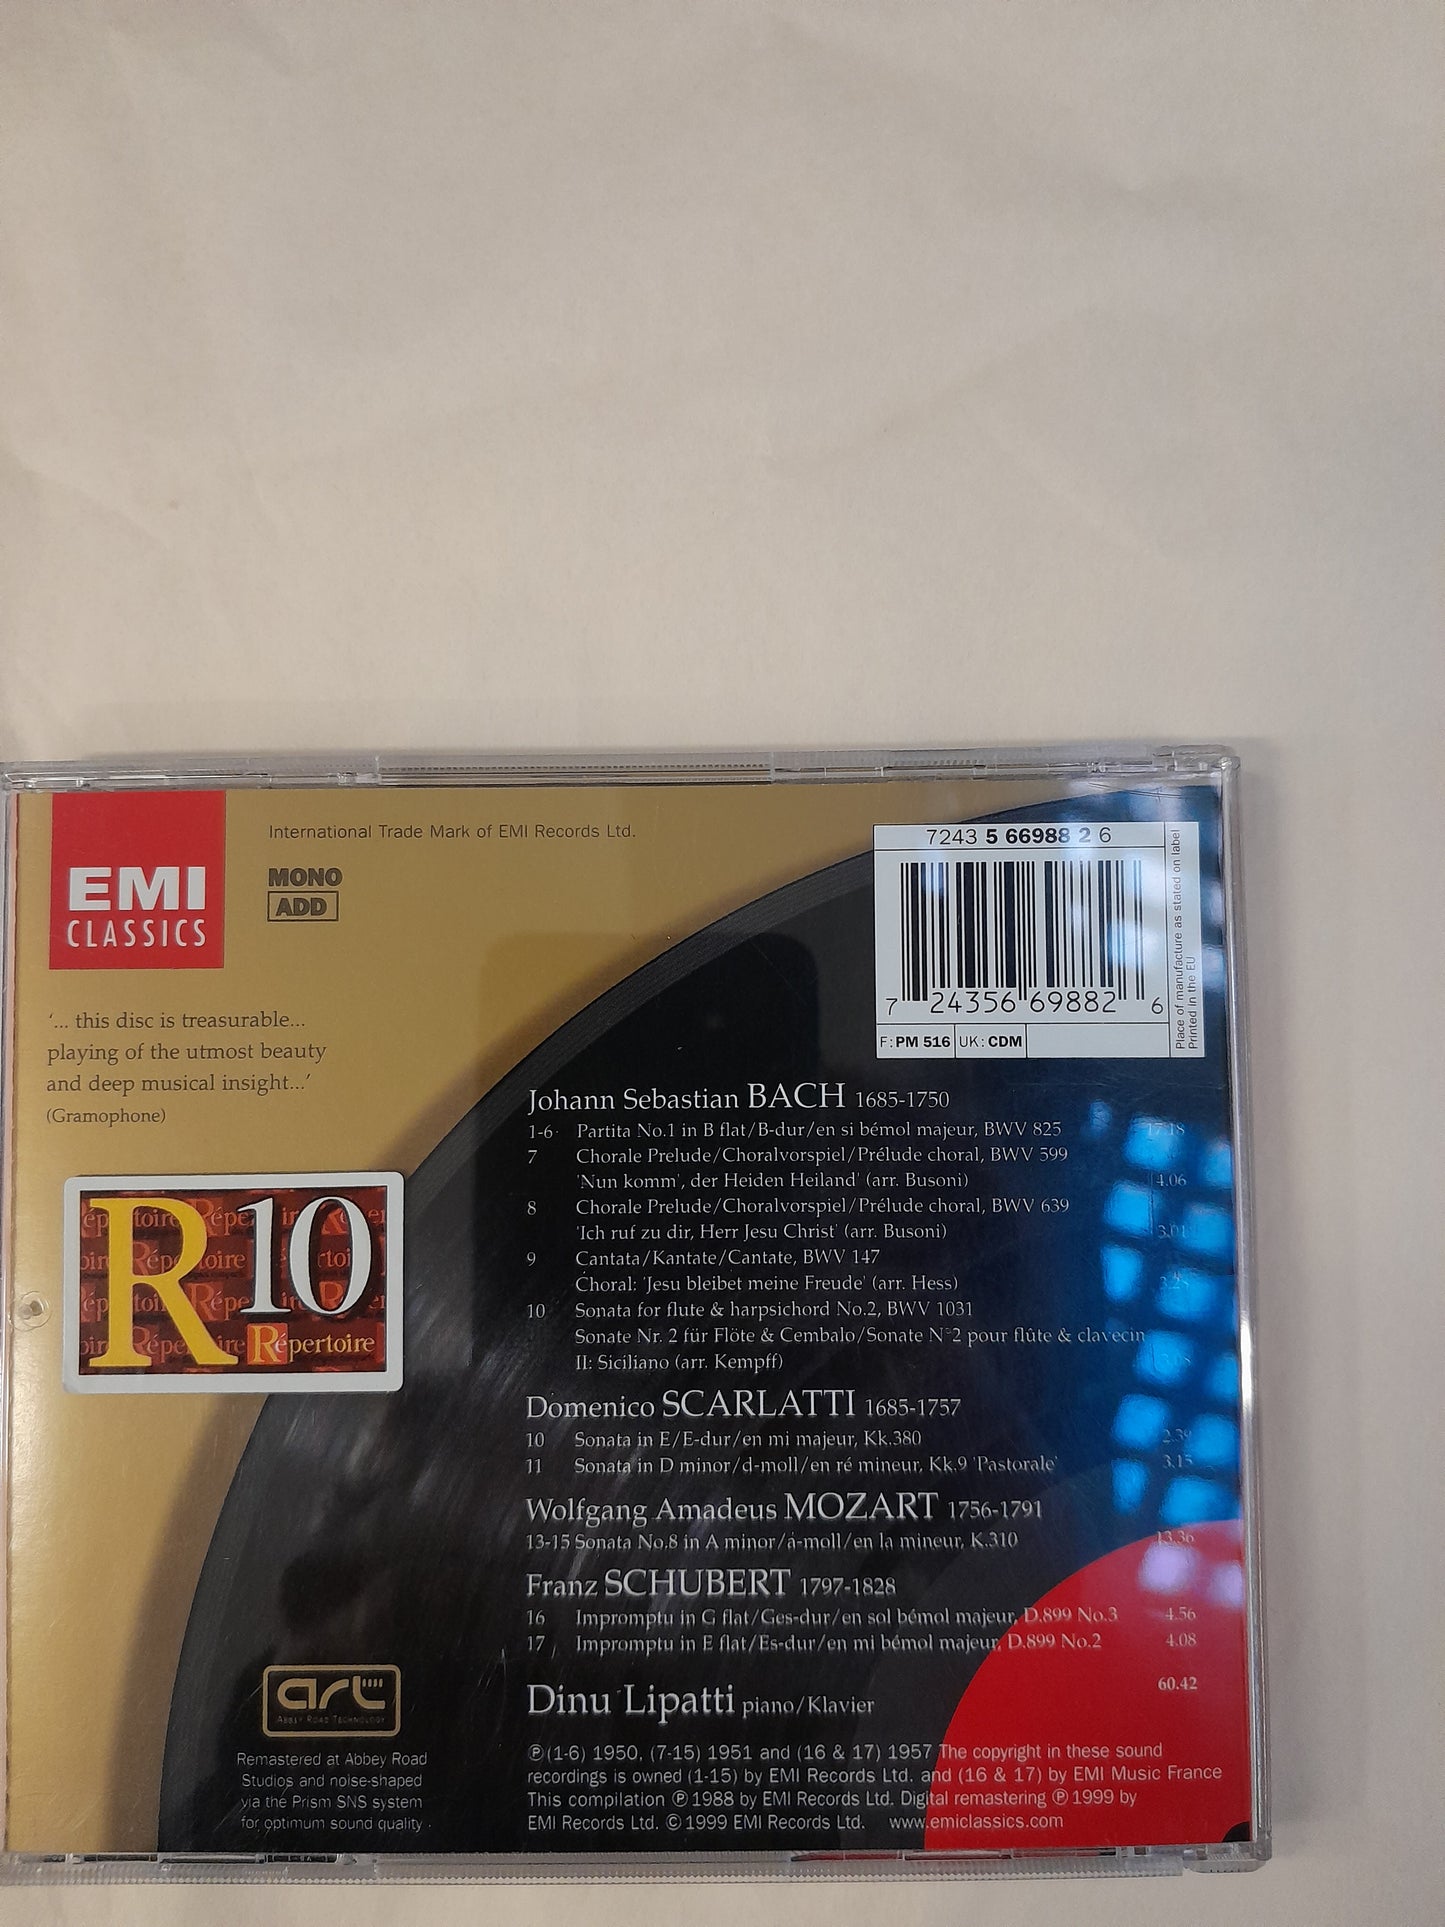 International Trade Mark of EMI Records Ltd.
EMI
CLASSICS
MONO
ADD
7243 5 66988 2 6
7 24356 69882 6
F: PM 516 UK: CDM
Place of manufacture as stated on label
Printed in the EU
'... this disc is treasurable...
playing of the utmost beauty
and deep musical insight...'
(Gramophone)
R10
Répertoire
Johann Sebastian BACH 1685-1750
1-6 Partita No.1 in B flat/B-dur/en si bémol majeur, BWV 825 17.18
7 Chorale Prelude/Choralvorspiel/Prélude choral, BWV 599
'Nun komm', der Heiden Heiland' (arr. Busoni) 4.06
8 Chorale Prelude/Choralvorspiel/Prélude choral, BWV 639
'Ich ruf zu dir, Herr Jesu Christ' (arr. Busoni) 3.01
9 Cantata/Kantate/Cantate, BWV 147
Choral: 'Jesu bleibet meine Freude' (arr. Hess)
10 Sonata for flute & harpsichord No.2, BWV 1031
Sonate Nr. 2 für Flöte & Cembalo/Sonate N°2 pour flûte & clavecin
II: Siciliano (arr. Kempff)
Domenico SCARLATTI 1685-1757
10 Sonata in E/E-dur/en mi majeur, Kk.380 2.39
11 Sonata in D minor/d-moll/en ré mineur, Kk.9 'Pastorale' 3.15
Wolfgang Amadeus MOZART 1756-1791
13-15 Sonata No.8 in A minor/a-moll/en la mineur, K.310 13.36
Franz SCHUBERT 1797-1828
16 Impromptu in G flat/Ges-dur/en sol bémol majeur, D.899 No.3 4.56
17 Impromptu in E flat/Es-dur/en mi bémol majeur, D.899 No.2 4.08
60.42
Dinu Lipatti piano/Klavier
art
ABBEY ROAD TECHNOLOGY
Remastered at Abbey Road
Studios and noise-shaped
via the Prism SNS system
for optimum sound quality
℗ (1-6) 1950, (7-15) 1951 and (16 & 17) 1957 The copyright in these sound
recordings is owned (1-15) by EMI Records Ltd. and (16 & 17) by EMI Music France
This compilation ℗ 1988 by EMI Records Ltd. Digital remastering ℗ 1999 by
EMI Records Ltd. © 1999 EMI Records Ltd. www.emiclassics.com